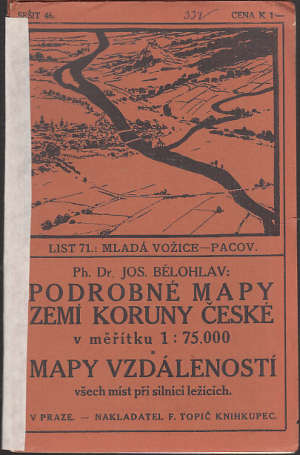 SEŠIT 46.
CENA K 1—
LIST 71.: MLADÁ VOŽICE—PACOV.
Ph. Dr. JOS. BĚLOHLAV:
PODROBNÉ MAPY
ZEMÍ KORUNY ČESKÉ
v měřítku 1 : 75.000
MAPY VZDÁLENOSTÍ
všech míst při silnici ležících.
V PRAZE. — NAKLADATEL F. TOPIČ KNIHKUPEC.